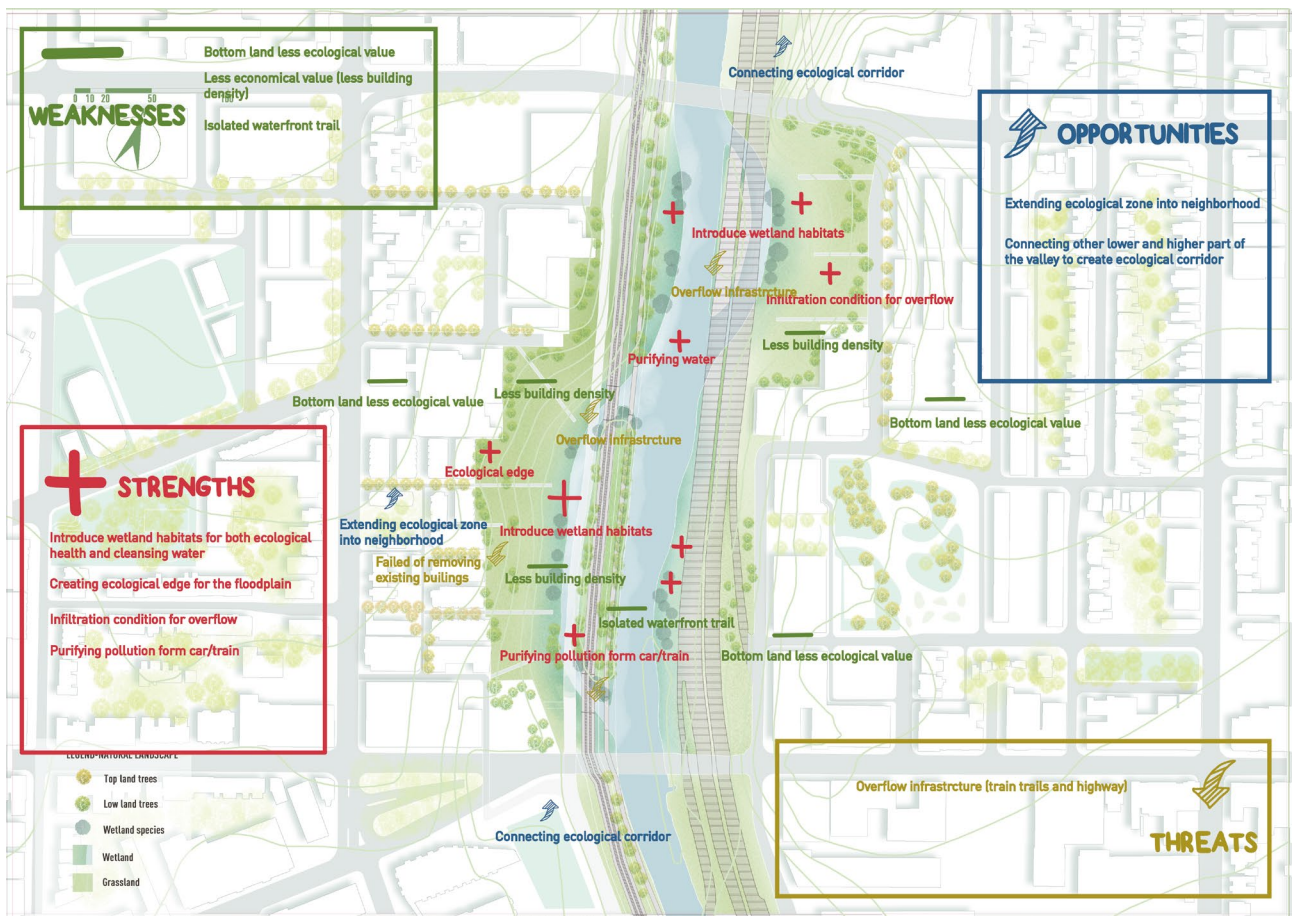 Bottom land less ecological value
Less economical value (less building
density)
0 10 20 50 100
WEAKNESSES
Isolated waterfront trail
Connecting ecological corridor
OPPORTUNITIES
Extending ecological zone into neighborhood
Connecting other lower and higher part of
the valley to create ecological corridor
Introduce wetland habitats
Overflow infrastrcture
Infiltration condition for overflow
Purifying water
Less building density
Bottom land less ecological value
Less building density
Bottom land less ecological value
Overflow infrastrcture
Ecological edge
STRENGTHS
Introduce wetland habitats for both ecological
health and cleansing water
Creating ecological edge for the floodplain
Infiltration condition for overflow
Purifying pollution form car/train
Extending ecological zone
into neighborhood
Introduce wetland habitats
Failed of removing
existing builings
Less building density
Isolated waterfront trail
Purifying pollution form car/train
Bottom land less ecological value
LEGEND-NATURAL LANDSCAPE
Top land trees
Low land trees
Wetland species
Wetland
Grassland
Connecting ecological corridor
Overflow infrastrcture (train trails and highway)
THREATS